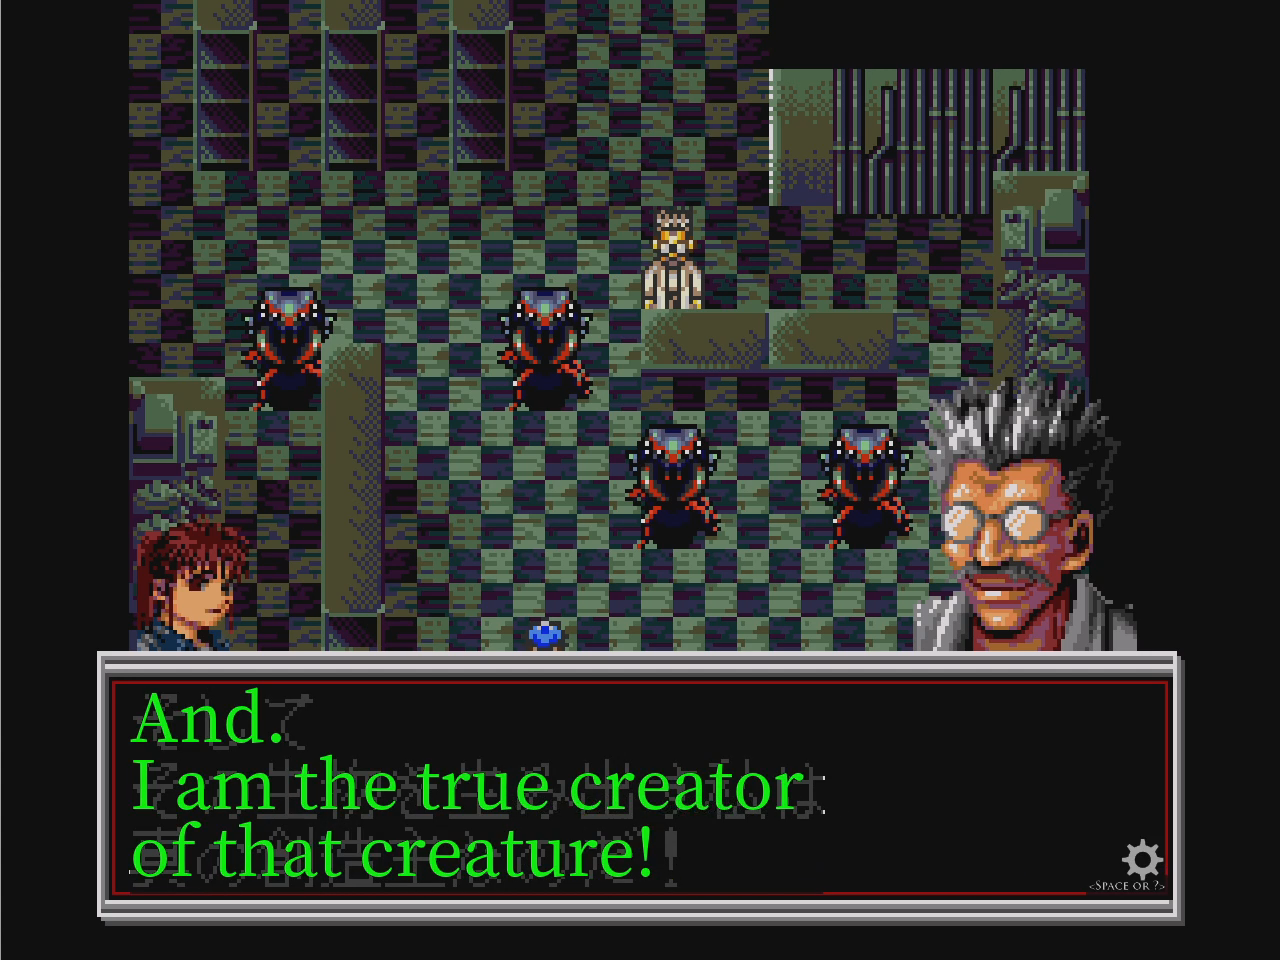 And.
I am the true creator
of that creature!
<SPACE OR ?>